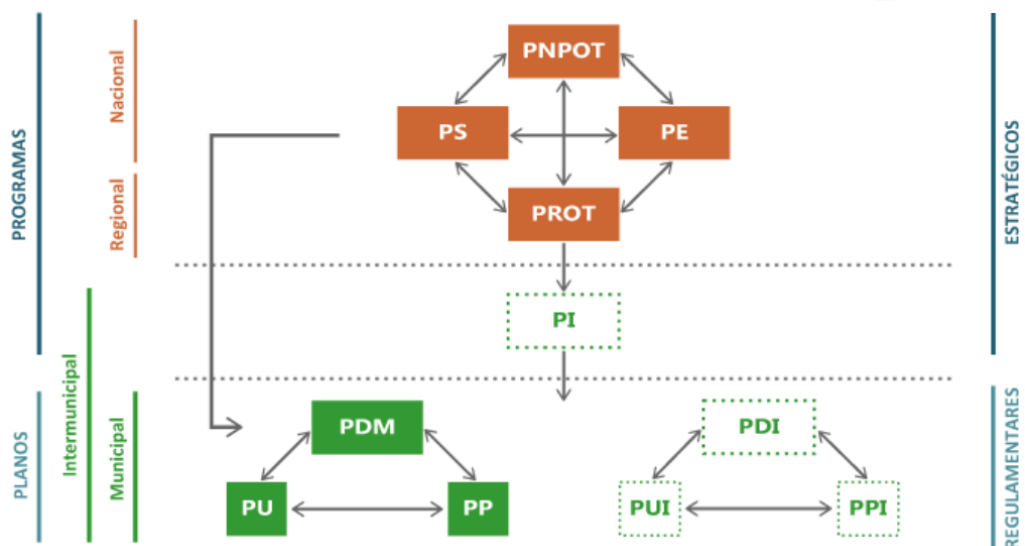 PROGRAMAS
Nacional
Regional
PNPOT
PS
PE
PROT
ESTRATÉGICOS
PI
Intermunicipal
PLANOS
Municipal
PDM
PU
PP
PDI
PUI
PPI
REGULAMENTARES